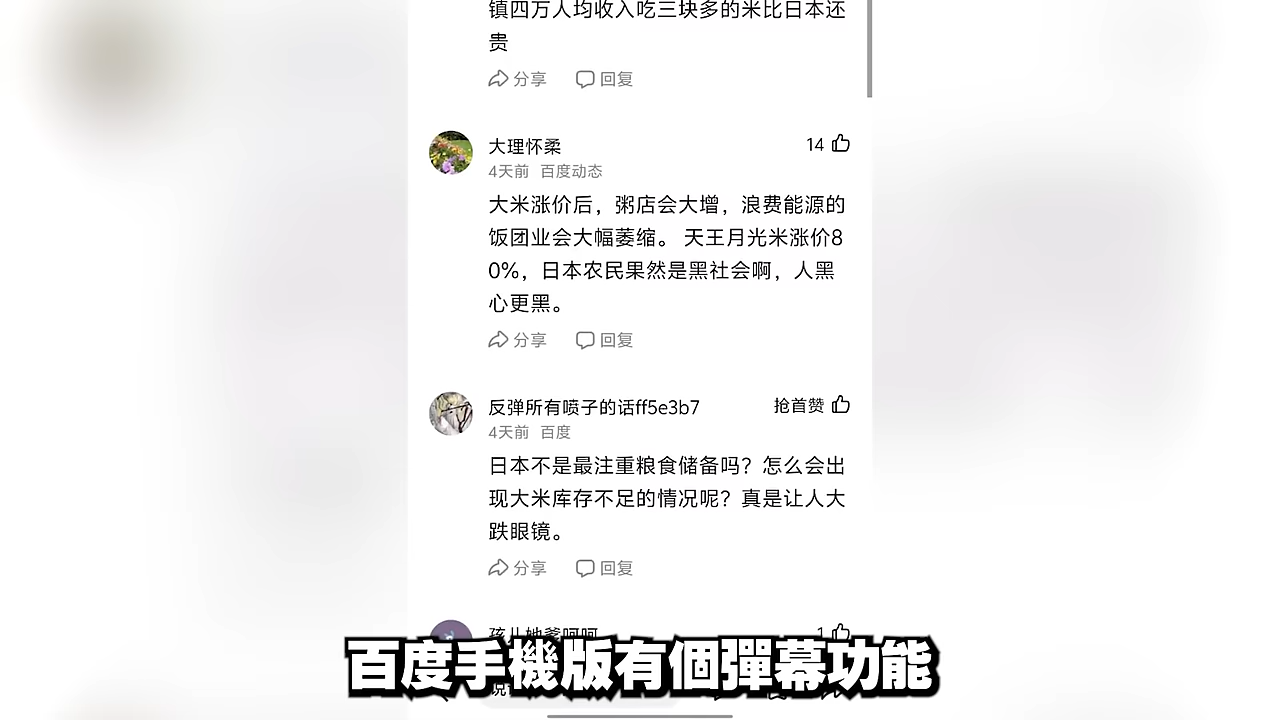 镇四万人均收入吃三块多的米比日本还
贵
分享 回复
大理怀柔 14
4天前 百度动态
大米涨价后，粥店会大增，浪费能源的
饭团业会大幅萎缩。 天王月光米涨价8
0%，日本农民果然是黑社会啊，人黑
心更黑。
分享 回复
反弹所有喷子的话ff5e3b7 抢首赞
4天前 百度
日本不是最注重粮食储备吗？怎么会出
现大米库存不足的情况呢？真是让人大
跌眼镜。
分享 回复
孩儿她爹呵呵 1
百度手機版有個彈幕功能